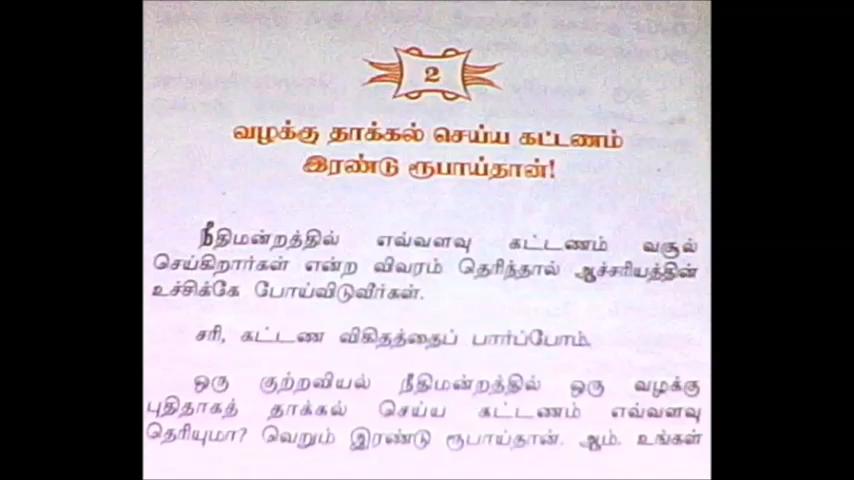 2
வழக்கு தாக்கல் செய்ய கட்டணம்
இரண்டு ரூபாய்தான்!
நீதிமன்றத்தில் எவ்வளவு கட்டணம் வசூல்
செய்கிறார்கள் என்ற விவரம் தெரிந்தால் ஆச்சரியத்தின்
உச்சிக்கே போய்விடுவீர்கள்.
சரி, கட்டண விகிதத்தைப் பார்ப்போம்.
ஒரு குற்றவியல் நீதிமன்றத்தில் ஒரு வழக்கு
புதிதாகத் தாக்கல் செய்ய கட்டணம் எவ்வளவு
தெரியுமா? வெறும் இரண்டு ரூபாய்தான். ஆம். உங்கள்